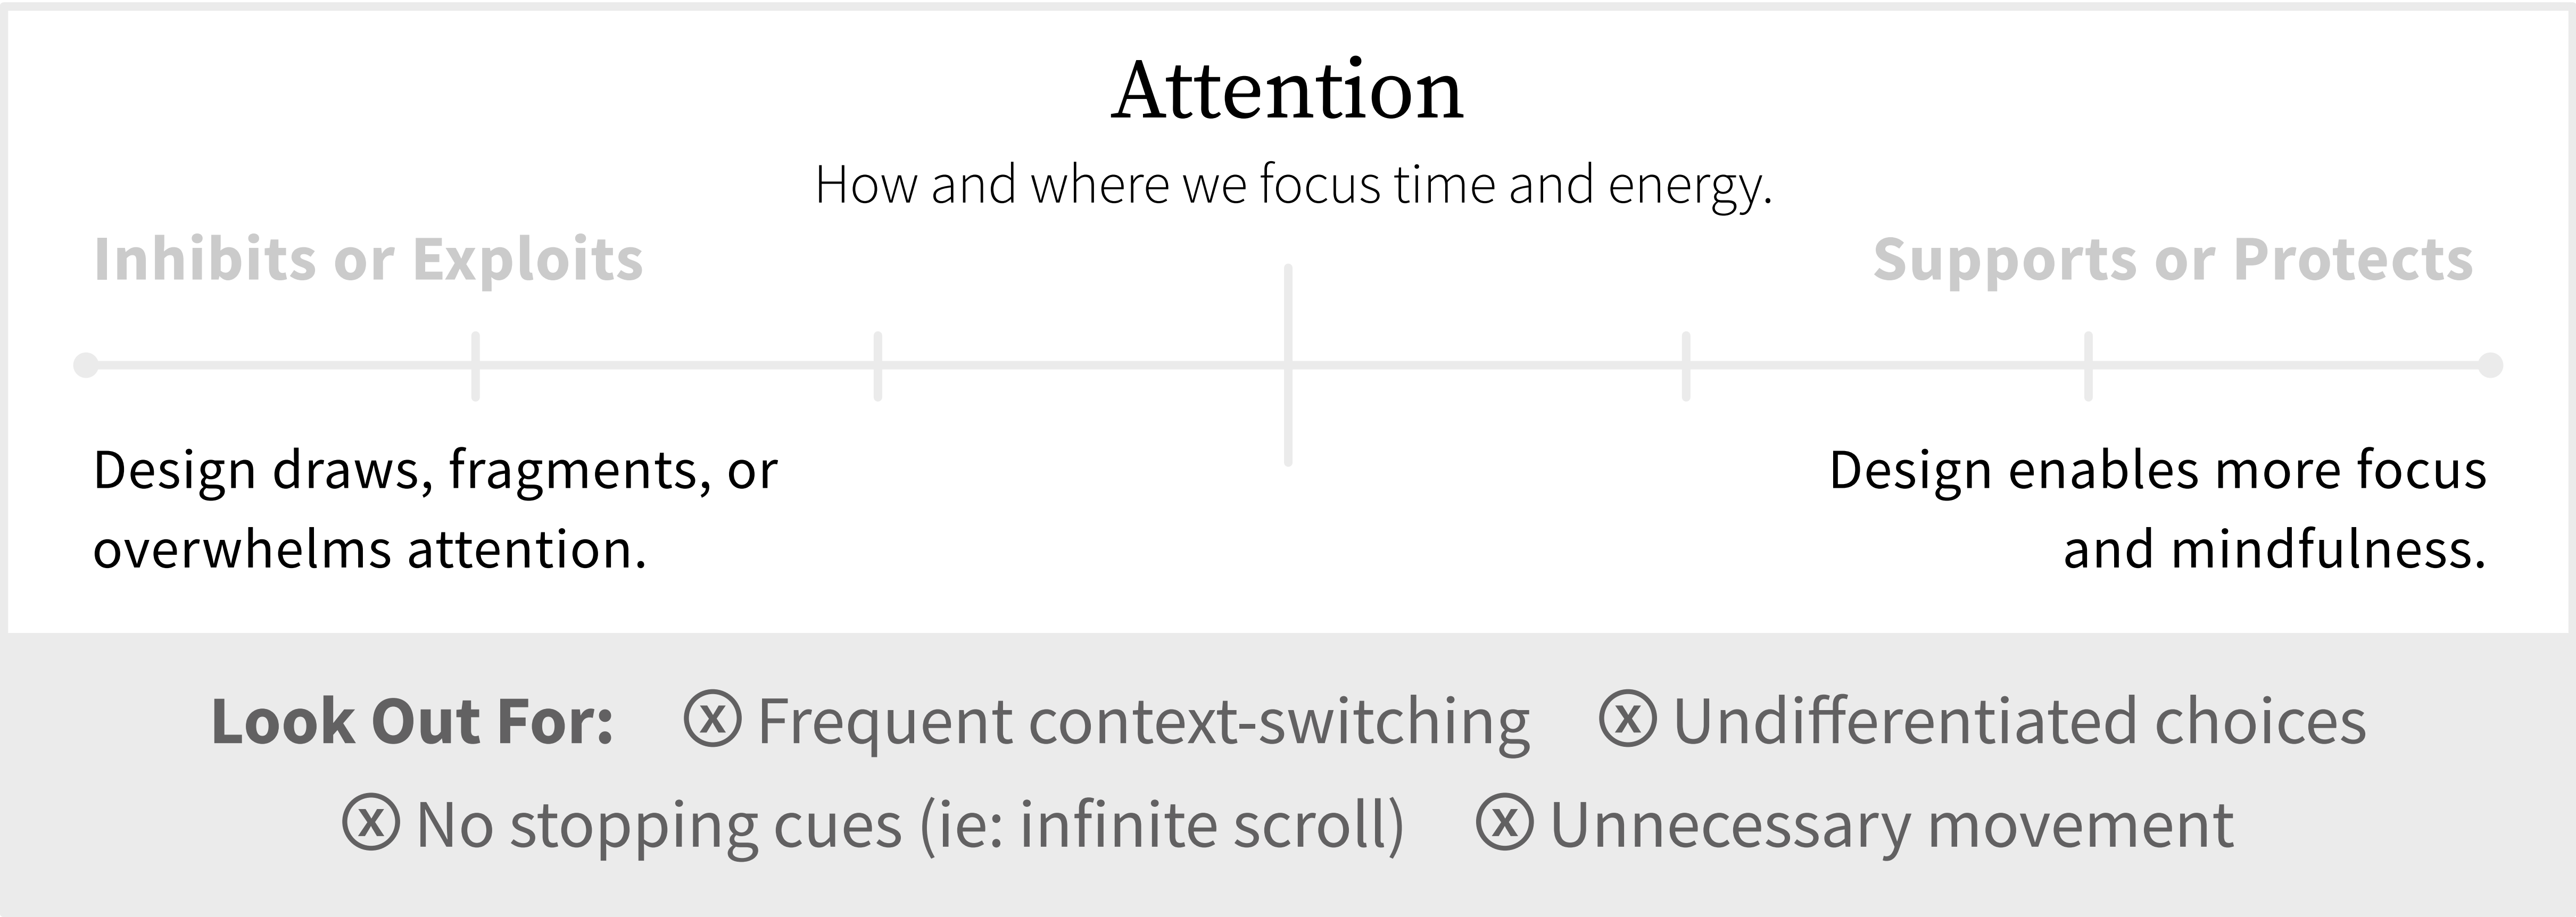 Attention
How and where we focus time and energy.
Inhibits or Exploits
Supports or Protects
Design draws, fragments, or
overwhelms attention.
Design enables more focus
and mindfulness.
Look Out For: ⓧ Frequent context-switching ⓧ Undifferentiated choices
ⓧ No stopping cues (ie: infinite scroll) ⓧ Unnecessary movement